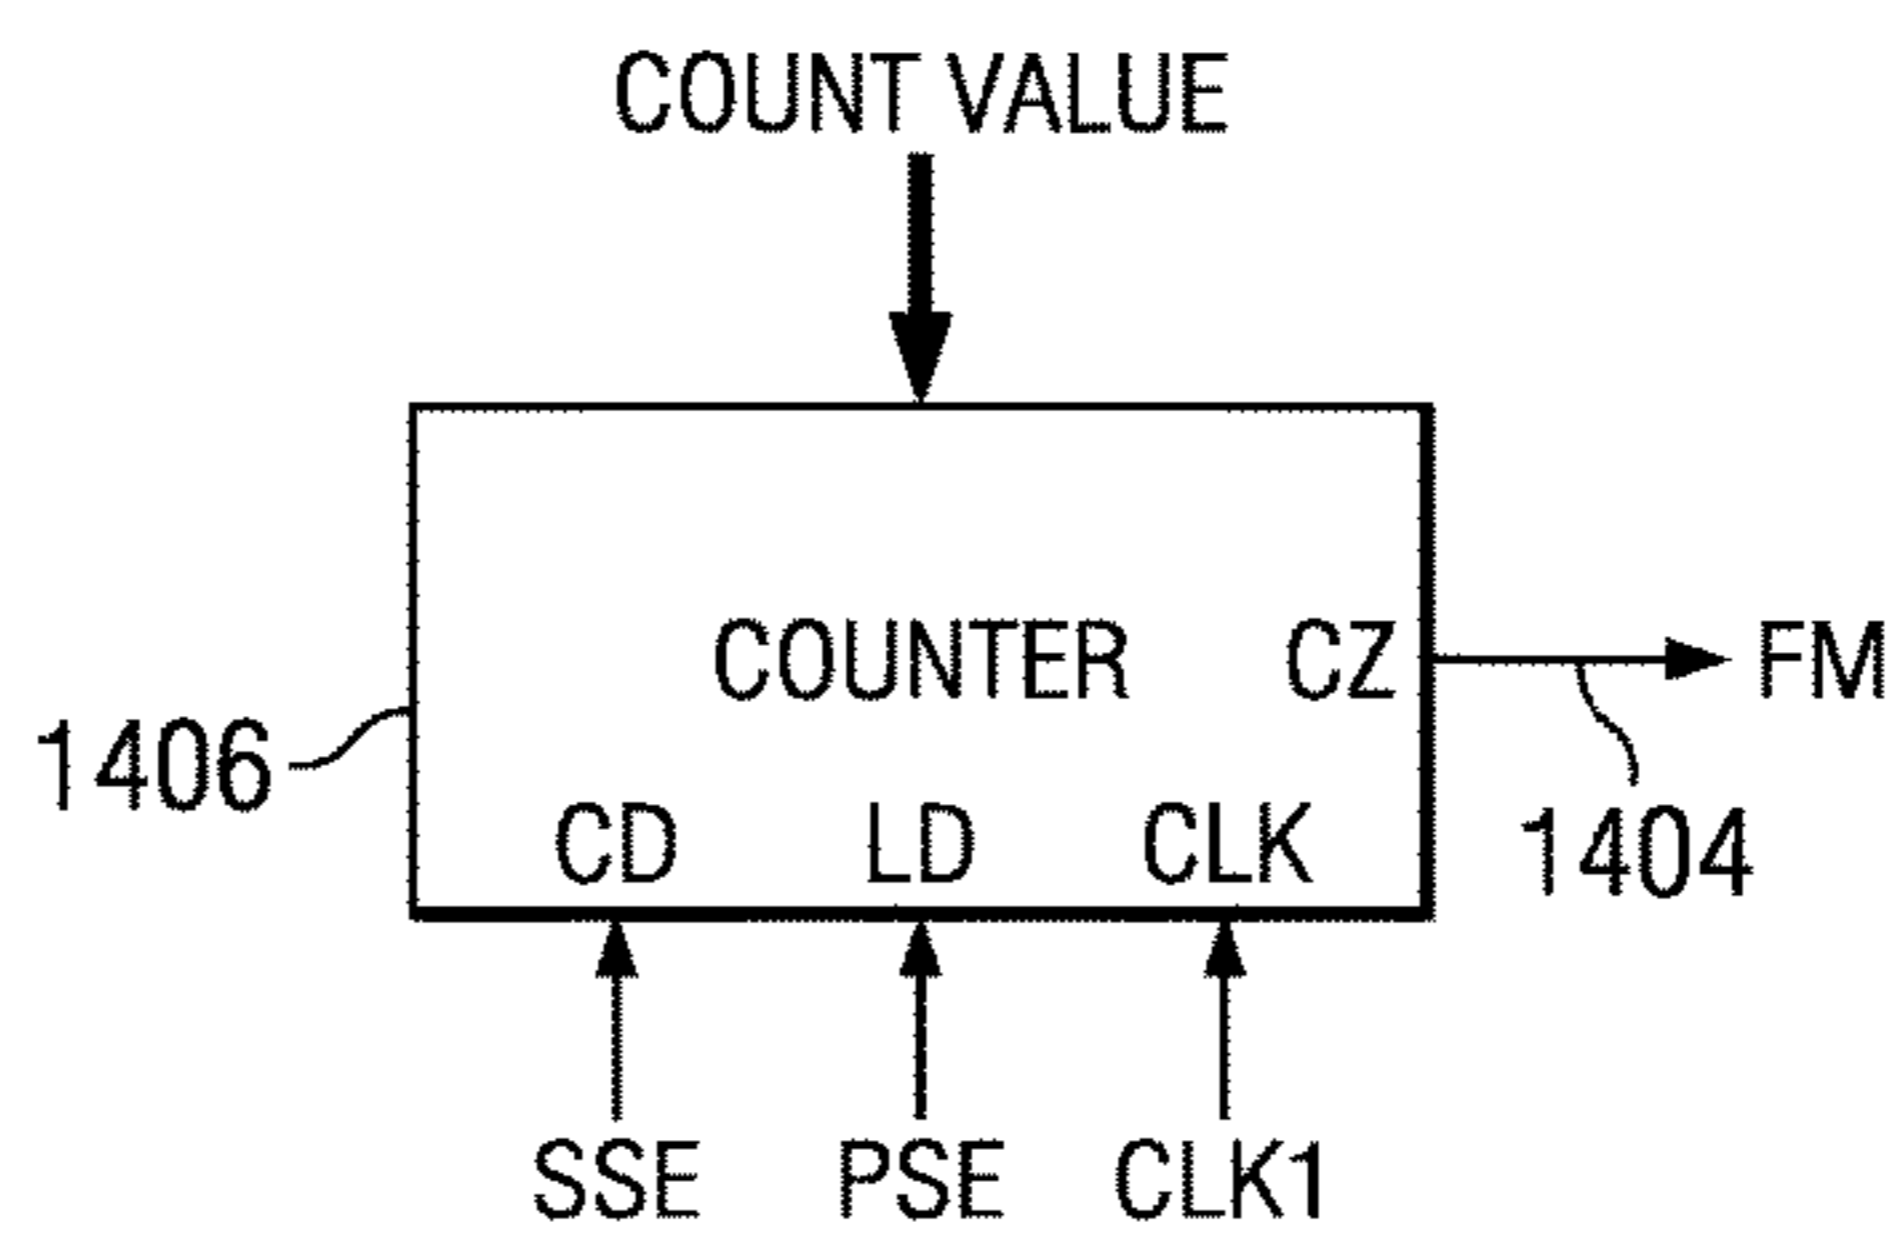 COUNT VALUE
COUNTER CZ FM
1406
CD LD CLK
1404
SSE PSE CLK1